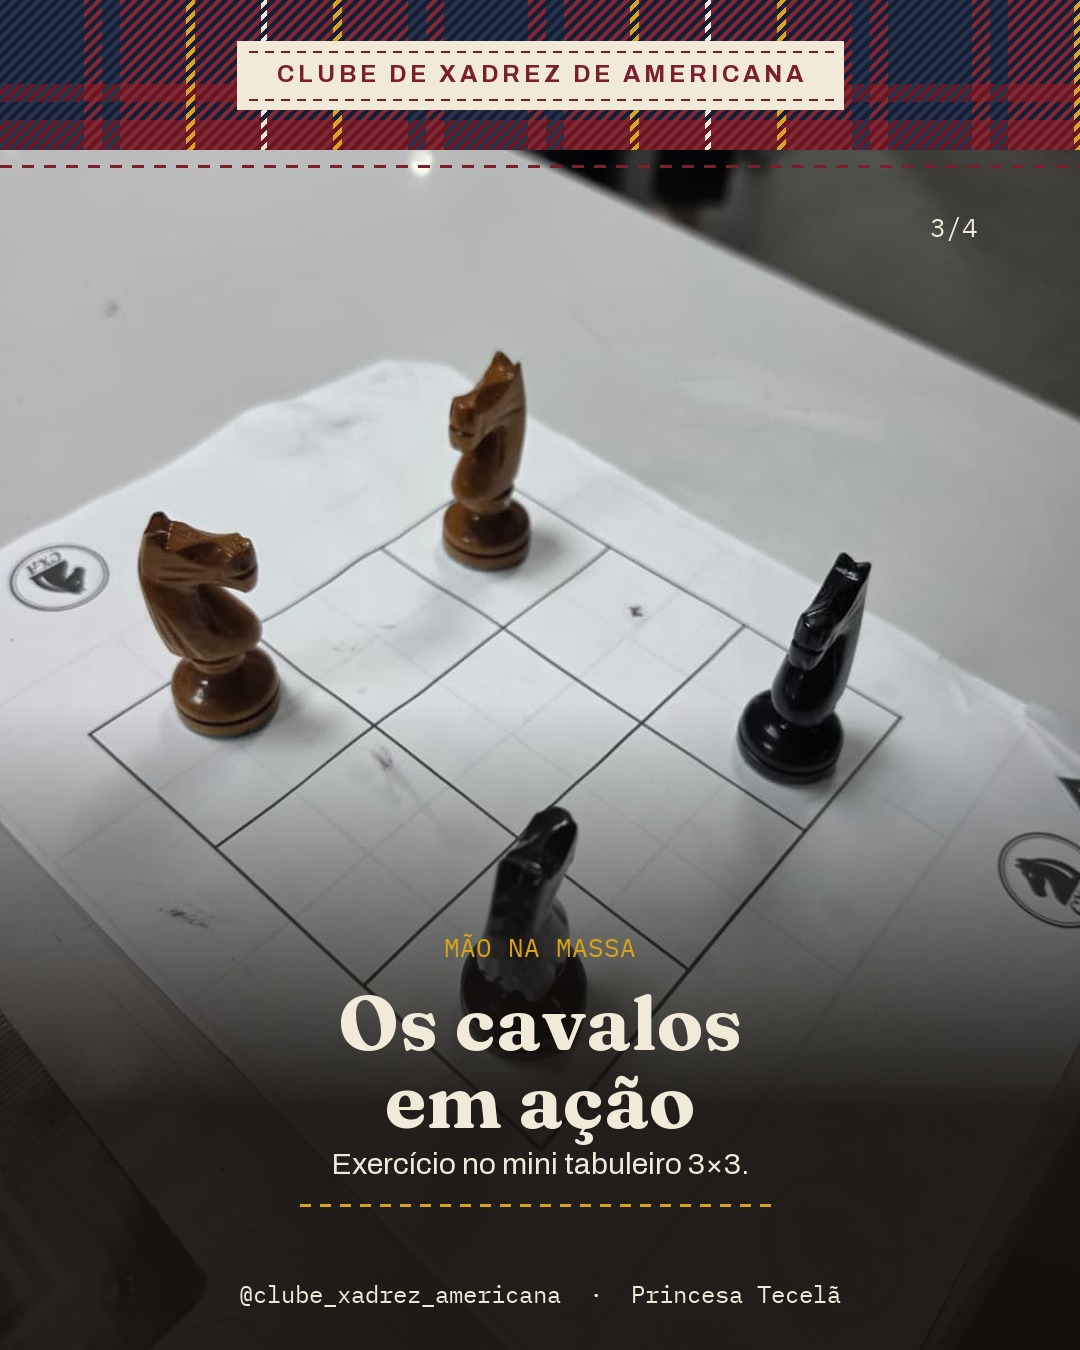 CLUBE DE XADREZ DE AMERICANA
3/4
MÃO NA MASSA
Os cavalos
em ação
Exercício no mini tabuleiro 3×3.
@clube_xadrez_americana · Princesa Tecelã